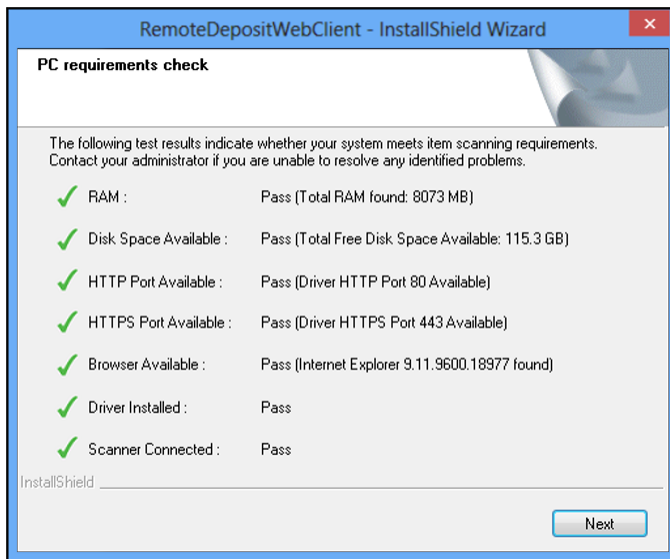 RemoteDepositWebClient - InstallShield Wizard
PC requirements check
The following test results indicate whether your system meets item scanning requirements.
Contact your administrator if you are unable to resolve any identified problems.
RAM : Pass (Total RAM found: 8073 MB)
Disk Space Available : Pass (Total Free Disk Space Available: 115.3 GB)
HTTP Port Available : Pass (Driver HTTP Port 80 Available)
HTTPS Port Available : Pass (Driver HTTPS Port 443 Available)
Browser Available : Pass (Internet Explorer 9.11.9600.18977 found)
Driver Installed : Pass
Scanner Connected : Pass
InstallShield
Next